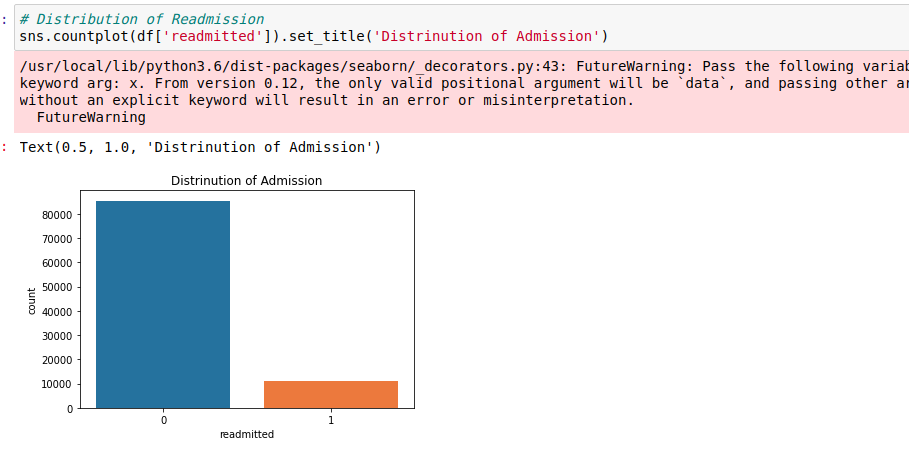 : # Distribution of Readmission
sns.countplot(df['readmitted']).set_title('Distrinution of Admission')
/usr/local/lib/python3.6/dist-packages/seaborn/_decorators.py:43: FutureWarning: Pass the following
keyword arg: x. From version 0.12, the only valid positional argument will be `data`, and passing other
without an explicit keyword will result in an error or misinterpretation.
FutureWarning
: Text(0.5, 1.0, 'Distrinution of Admission')
Distrinution of Admission
80000
70000
60000
50000
40000
30000
20000
10000
0
count
0 1
readmitted